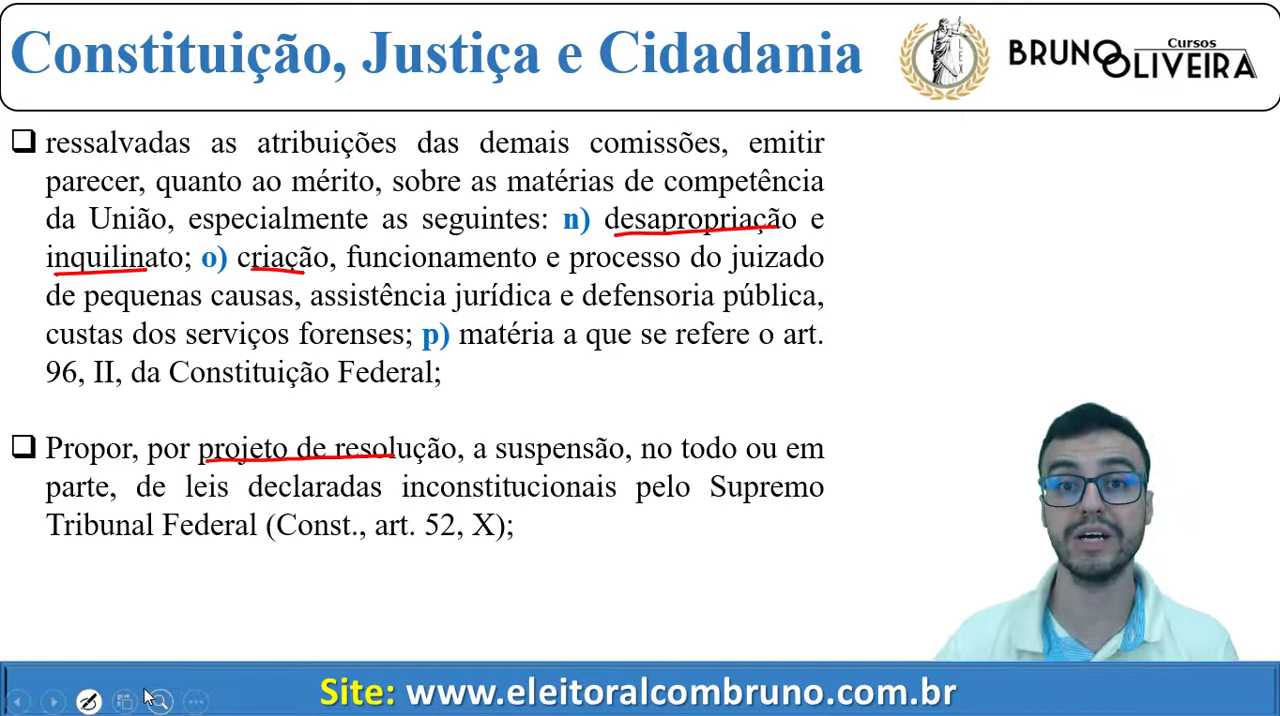 Constituição, Justiça e Cidadania
LEX
Cursos
BRUNO
OLIVEIRA
ressalvadas as atribuições das demais comissões, emitir
parecer, quanto ao mérito, sobre as matérias de competência
da União, especialmente as seguintes: n) desapropriação e
inquilinato; o) criação, funcionamento e processo do juizado
de pequenas causas, assistência jurídica e defensoria pública,
custas dos serviços forenses; p) matéria a que se refere o art.
96, II, da Constituição Federal;
Propor, por projeto de resolução, a suspensão, no todo ou em
parte, de leis declaradas inconstitucionais pelo Supremo
Tribunal Federal (Const., art. 52, X);
Site: www.eleitoralcombruno.com.br